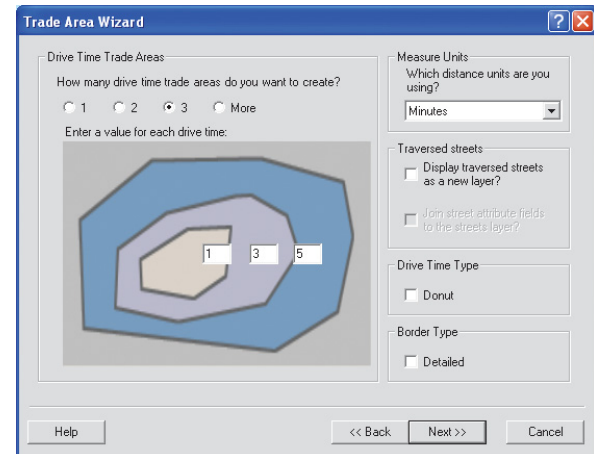 Trade Area Wizard
Drive Time Trade Areas
How many drive time trade areas do you want to create?
1 2 3 More
Enter a value for each drive time:
1 3 5
Measure Units
Which distance units are you
using?
Minutes
Traversed streets
Display traversed streets
as a new layer?
Join street attribute fields
to the streets layer?
Drive Time Type
Donut
Border Type
Detailed
Help
<< Back
Next >>
Cancel